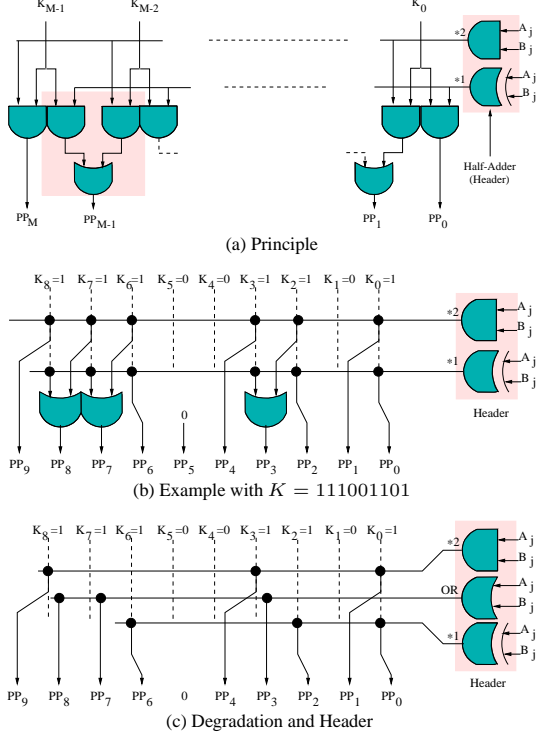 K_M-1 K_M-2 K_0
*2 A_j
B_j
*1 A_j
B_j
Half-Adder
(Header)
PP_M PP_M-1 PP_1 PP_0
(a) Principle
K_8=1 K_7=1 K_6=1 K_5=0 K_4=0 K_3=1 K_2=1 K_1=0 K_0=1
*2 A_j
B_j
*1 A_j
B_j
0 Header
PP_9 PP_8 PP_7 PP_6 PP_5 PP_4 PP_3 PP_2 PP_1 PP_0
(b) Example with K = 111001101
K_8=1 K_7=1 K_6=1 K_5=0 K_4=0 K_3=1 K_2=1 K_1=0 K_0=1
*2 A_j
B_j
OR A_j
B_j
*1 A_j
B_j
Header
PP_9 PP_8 PP_7 PP_6 0 PP_4 PP_3 PP_2 PP_1 PP_0
(c) Degradation and Header